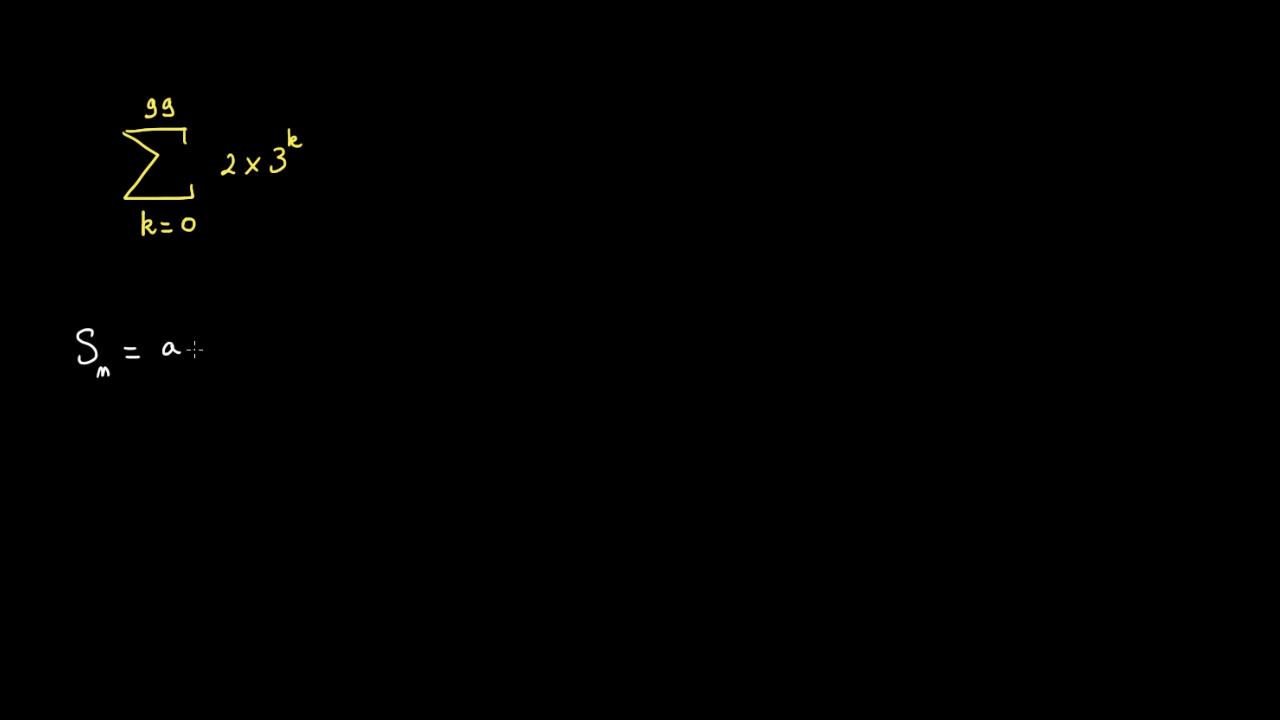 99
∑ 2 × 3^k
k = 0
S_n = a